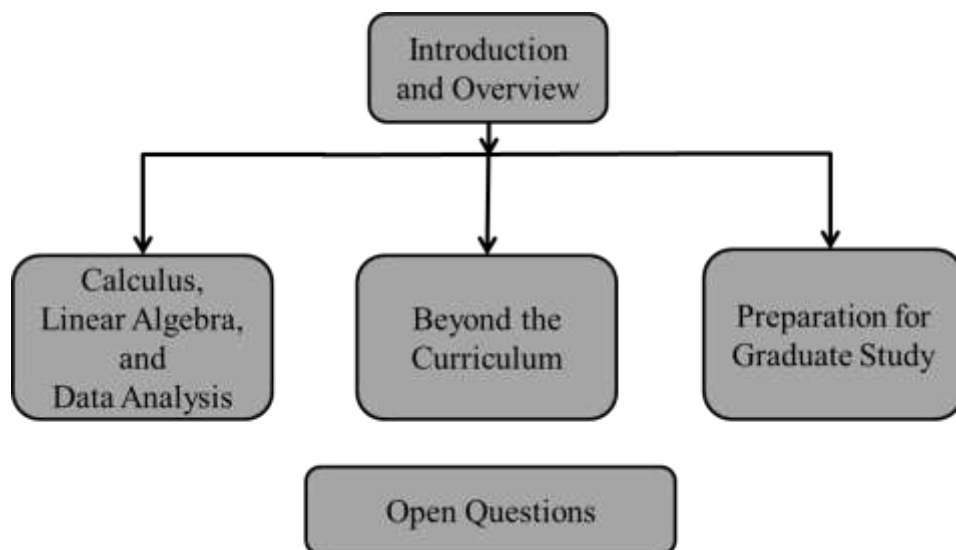 Introduction
and Overview
Calculus,
Linear Algebra,
and
Data Analysis
Beyond the
Curriculum
Preparation for
Graduate Study
Open Questions